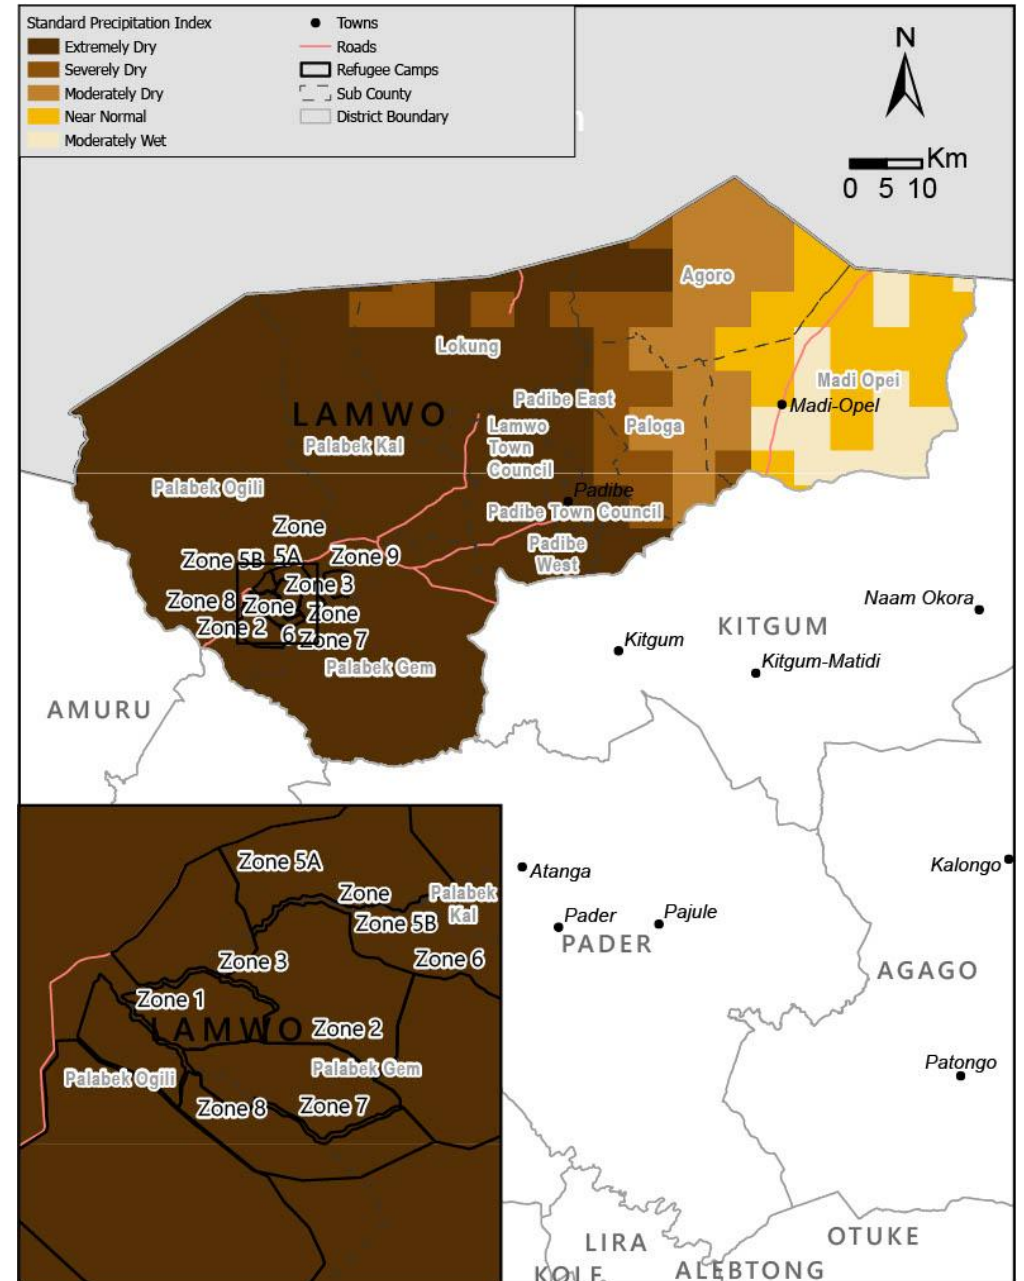 Standard Precipitation Index
Extremely Dry
Severely Dry
Moderately Dry
Near Normal
Moderately Wet
Towns
Roads
Refugee Camps
Sub County
District Boundary
N
Km
0 5 10
Agoro
Lokung
Madi Opei
Padibe East
Madi-Opel
LAMWO
Lamwo
Town
Council
Paloga
Palabek Kal
Palabek Ogili
Padibe
Padibe Town Council
Zone
Padibe
West
Zone 5B
5A
Zone 9
Zone 3
Zone 8
Zone
Zone
Zone 2
6
Zone 7
Palabek Gem
Naam Okora
KITGUM
Kitgum
Kitgum-Matidi
AMURU
Zone 5A
Zone
Palabek
Kal
Zone 5B
Zone 6
Zone 3
Zone 1
LAMWO
Zone 2
Palabek Gem
Palabek Ogili
Zone 8
Zone 7
Atanga
Kalongo
Pader
Pajule
PADER
AGAGO
Patongo
LIRA
OTUKE
KOLE
ALEBTONG